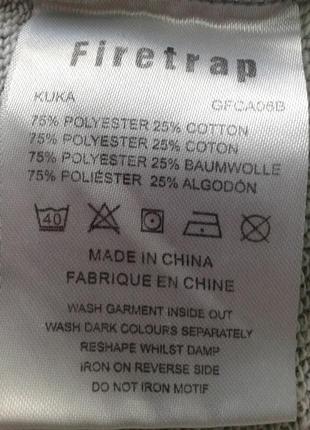 Firetrap
KUKA GFCA06B
75% POLYESTER 25% COTTON
75% POLYESTER 25% COTON
75% POLYESTER 25% BAUMWOLLE
75% POLIÉSTER 25% ALGODÓN
40
MADE IN CHINA
FABRIQUE EN CHINE
WASH GARMENT INSIDE OUT
WASH DARK COLOURS SEPARATELY
RESHAPE WHILST DAMP
IRON ON REVERSE SIDE
DO NOT IRON MOTIF